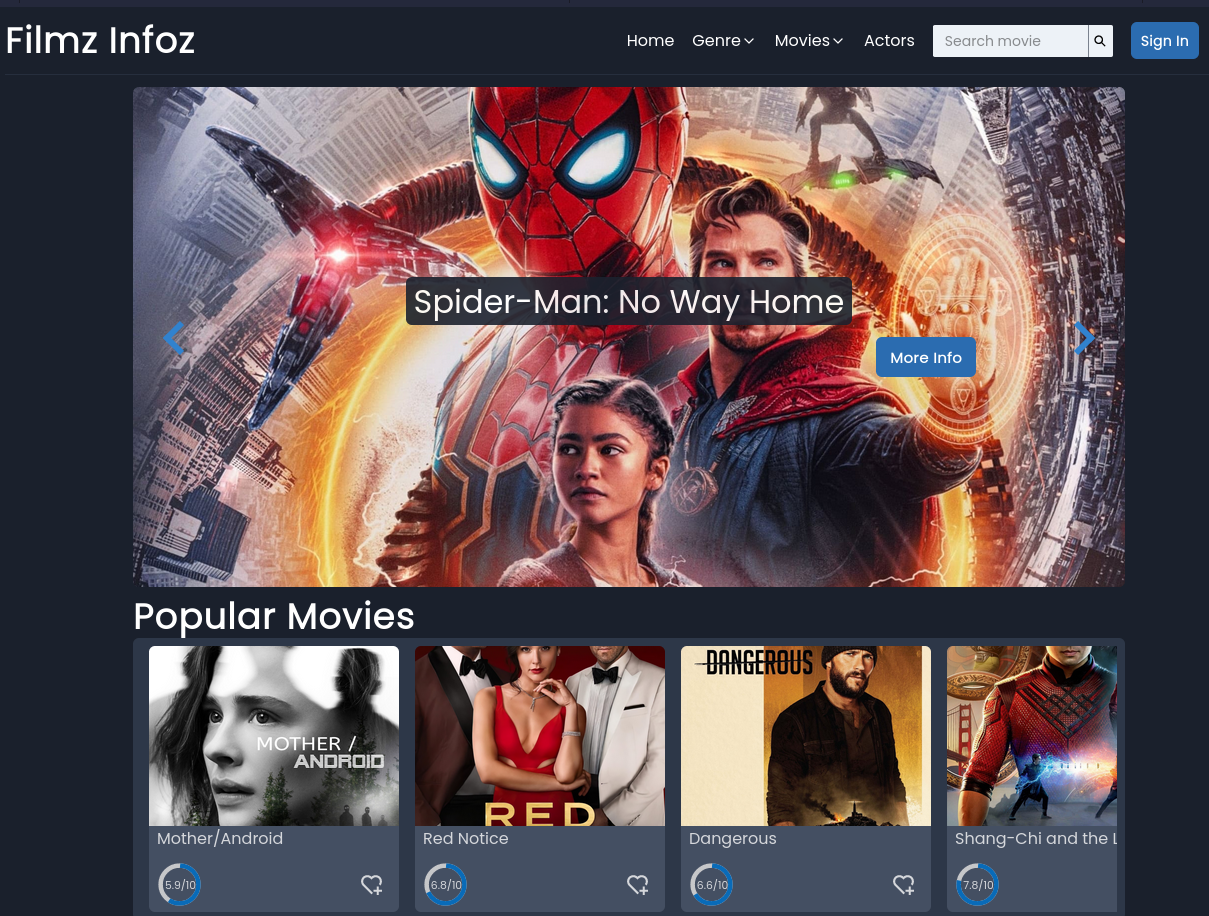 Filmz Infoz
Home Genre Movies Actors Search movie Sign In
Spider-Man: No Way Home
More Info
Popular Movies
MOTHER /
ANDROID
RED
DANGEROUS
Mother/Android
Red Notice
Dangerous
Shang-Chi and the L
5.9/10
6.8/10
6.6/10
7.8/10